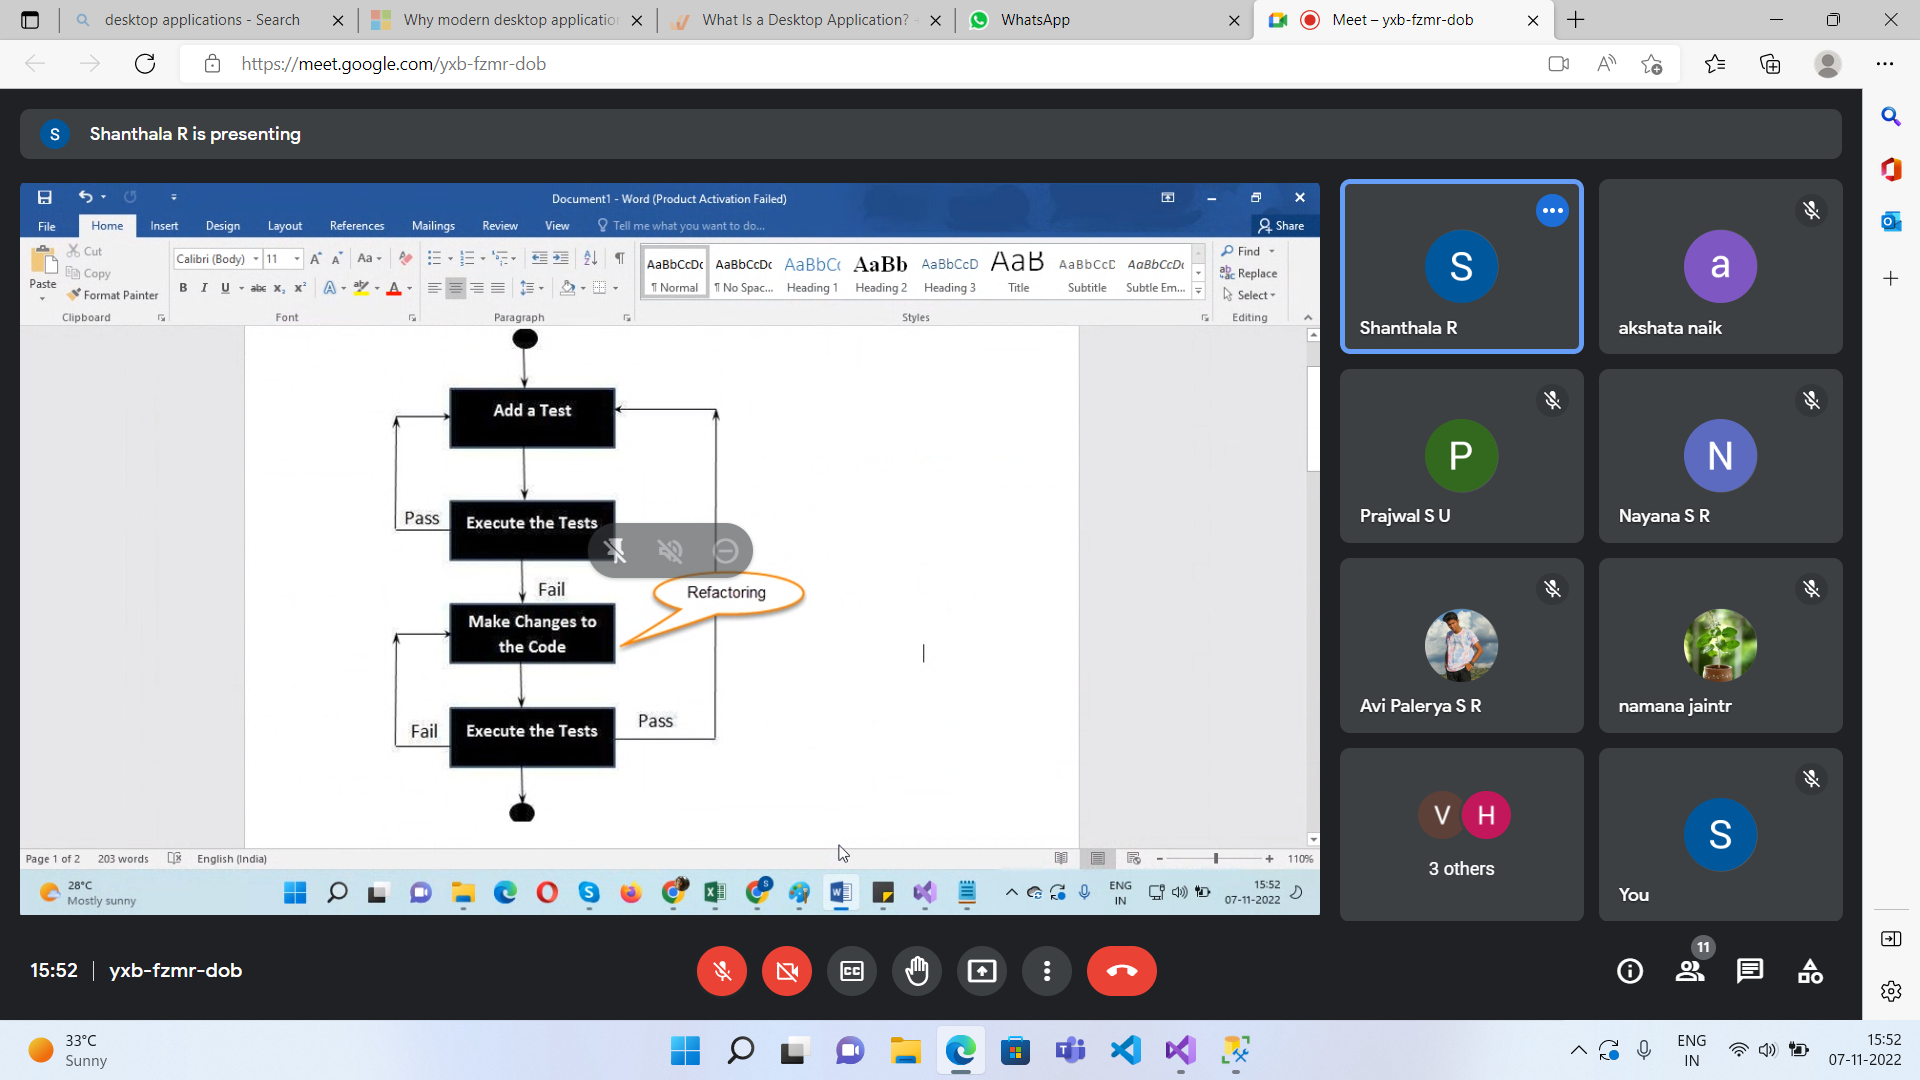 desktop applications - Search
Why modern desktop applicatio
What Is a Desktop Application?
WhatsApp
Meet – yxb-fzmr-dob
https://meet.google.com/yxb-fzmr-dob
S
Shanthala R is presenting
Document1 - Word (Product Activation Failed)
File
Home
Insert
Design
Layout
References
Mailings
Review
View
Tell me what you want to do...
Share
Paste
Cut
Copy
Format Painter
Clipboard
Calibri (Body)
11
Aa
B I U abc x₂ x²
A
Font
Paragraph
AaBbCcDc
¶ Normal
AaBbCcDc
¶ No Spac...
AaBbCc
Heading 1
AaBb
Heading 2
AaBbCcD
Heading 3
AaB
Title
AaBbCcD
Subtitle
AaBbCcDc
Subtle Em...
Styles
Find
Replace
Select
Editing
Add a Test
Pass
Execute the Tests
Fail
Refactoring
Make Changes to
the Code
Fail
Execute the Tests
Pass
Page 1 of 2
203 words
English (India)
110%
28°C
Mostly sunny
ENG
IN
15:52
07-11-2022
S
Shanthala R
a
akshata naik
P
Prajwal S U
N
Nayana S R
Avi Palerya S R
namana jaintr
V
H
3 others
S
You
15:52
yxb-fzmr-dob
CC
11
33°C
Sunny
ENG
IN
15:52
07-11-2022